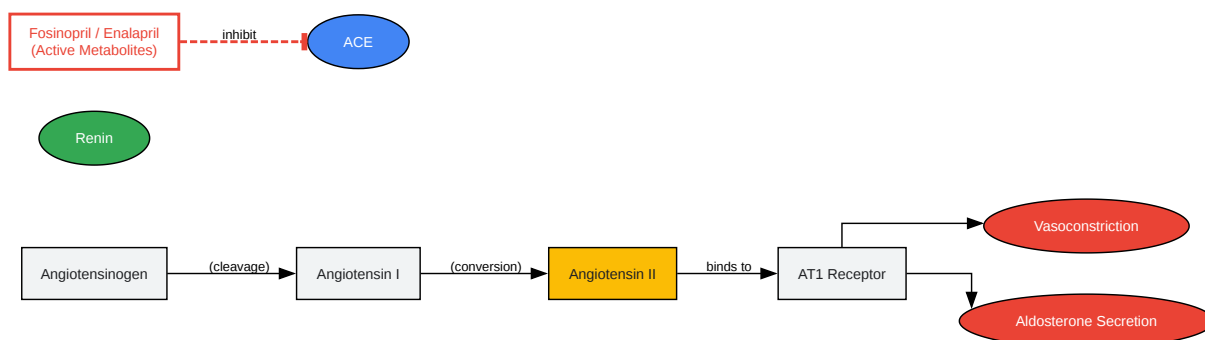 Fosinopril / Enalapril
(Active Metabolites)
inhibit
ACE
Renin
Angiotensinogen
(cleavage)
Angiotensin I
(conversion)
Angiotensin II
binds to
AT1 Receptor
Vasoconstriction
Aldosterone Secretion